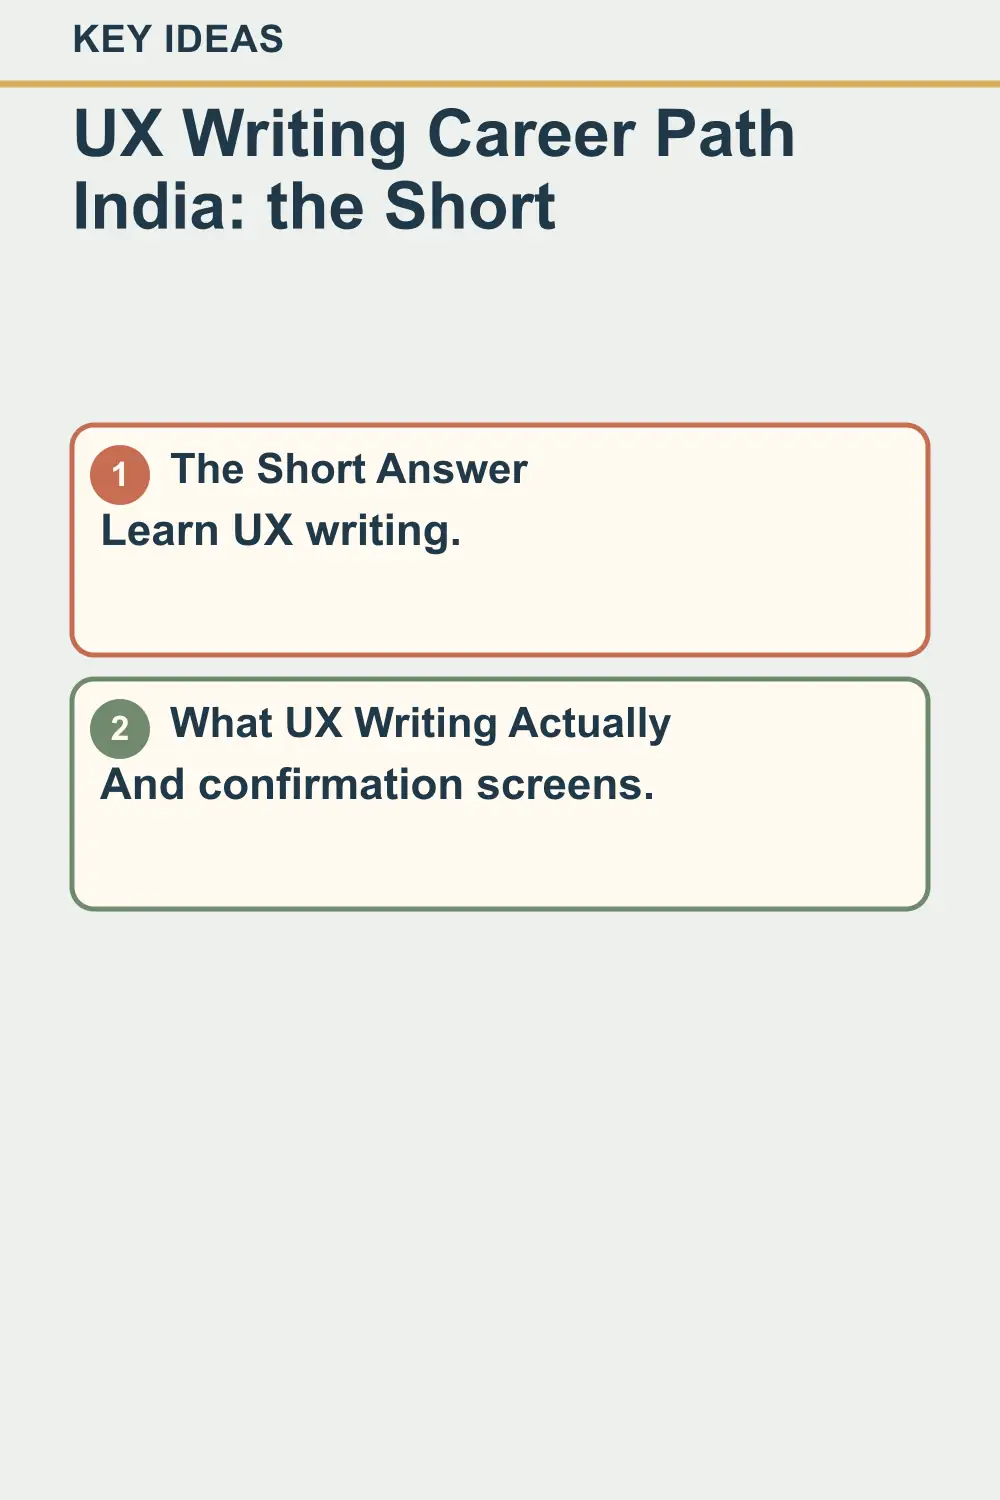 KEY IDEAS
UX Writing Career Path
India: the Short
1 The Short Answer
Learn UX writing.
2 What UX Writing Actually
And confirmation screens.